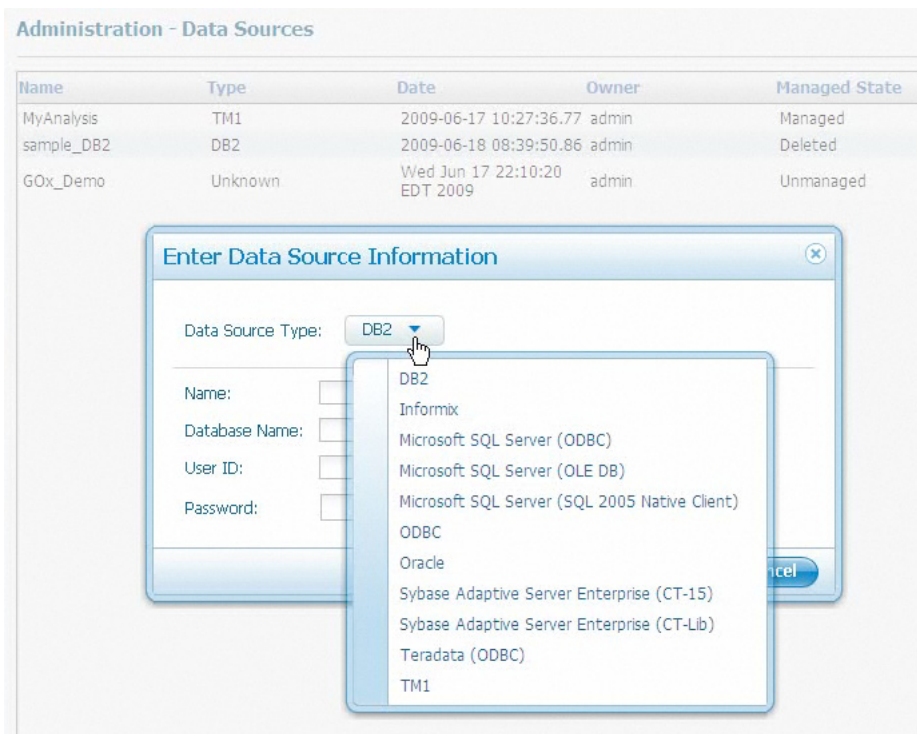 Administration - Data Sources
Name Type Date Owner Managed State
MyAnalysis TM1 2009-06-17 10:27:36.77 admin Managed
sample_DB2 DB2 2009-06-18 08:39:50.86 admin Deleted
GOx_Demo Unknown Wed Jun 17 22:10:20 EDT 2009 admin Unmanaged
Enter Data Source Information
Data Source Type: DB2
Name:
Database Name:
User ID:
Password:
DB2
Informix
Microsoft SQL Server (ODBC)
Microsoft SQL Server (OLE DB)
Microsoft SQL Server (SQL 2005 Native Client)
ODBC
Oracle
Sybase Adaptive Server Enterprise (CT-15)
Sybase Adaptive Server Enterprise (CT-Lib)
Teradata (ODBC)
TM1
ncel